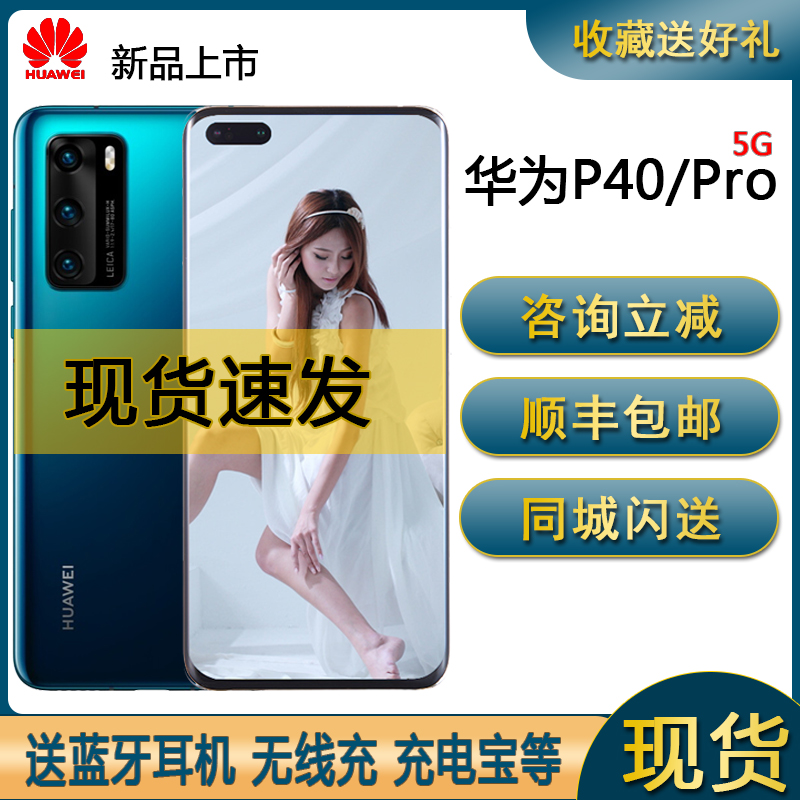 HUAWEI
新品上市
收藏送好礼
5G
华为P40/Pro
LEICA
现货速发
咨询立减
顺丰包邮
同城闪送
HUAWEI
送蓝牙耳机 无线充 充电宝等
现货